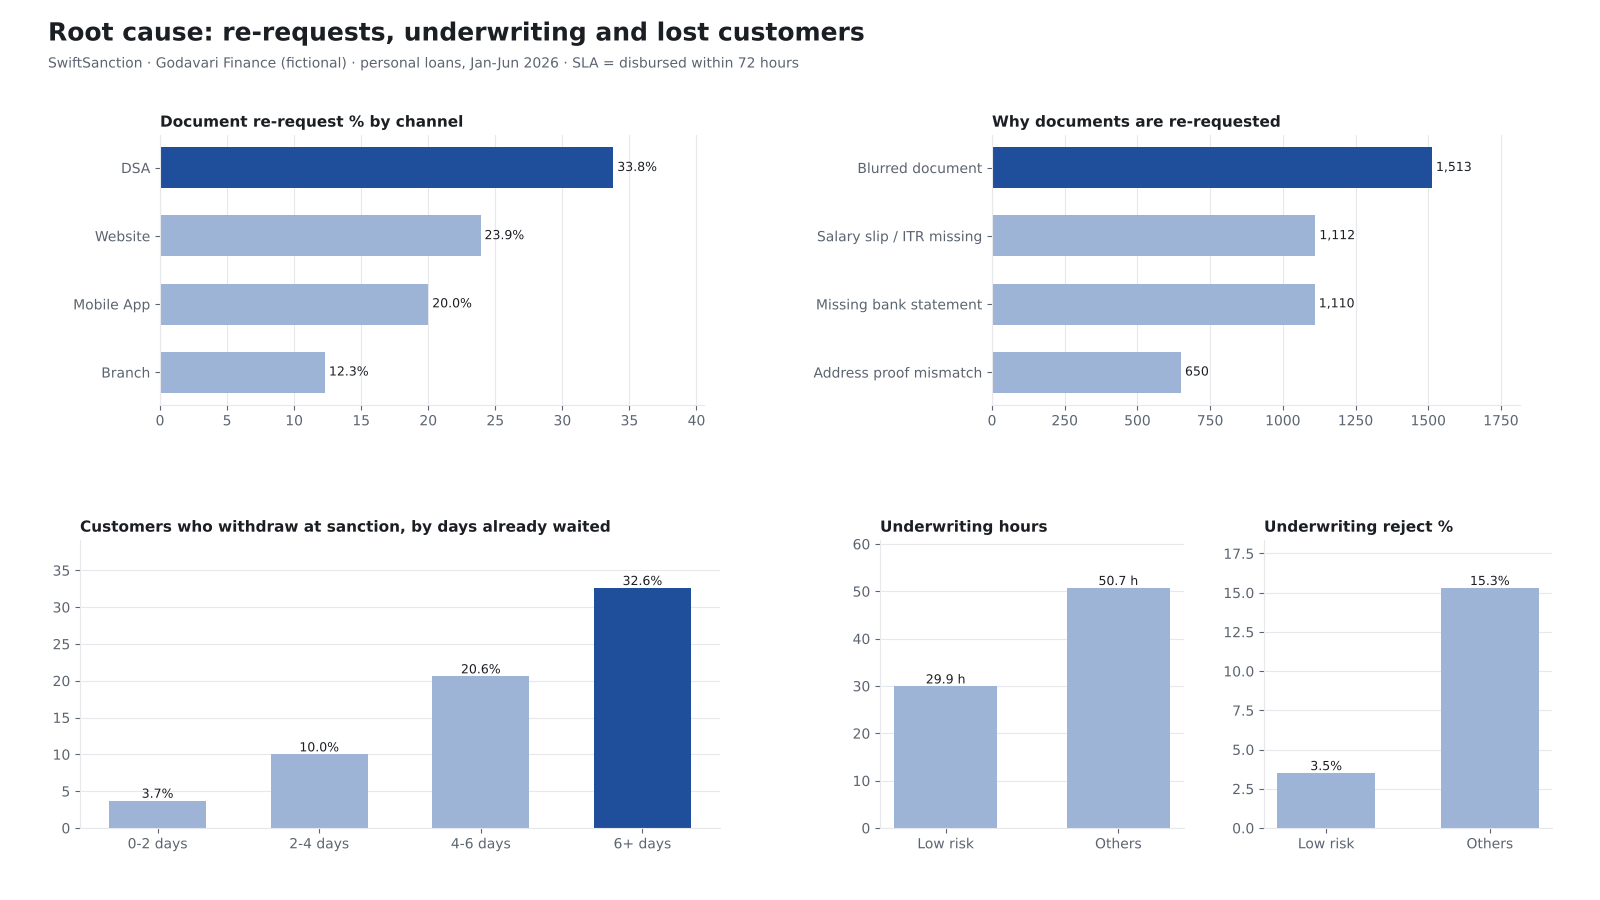 Root cause: re-requests, underwriting and lost customers
SwiftSanction · Godavari Finance (fictional) · personal loans, Jan-Jun 2026 · SLA = disbursed within 72 hours
Document re-request % by channel
DSA
33.8%
Website
23.9%
Mobile App
20.0%
Branch
12.3%
0 5 10 15 20 25 30 35 40
Why documents are re-requested
Blurred document
1,513
Salary slip / ITR missing
1,112
Missing bank statement
1,110
Address proof mismatch
650
0 250 500 750 1000 1250 1500 1750
Customers who withdraw at sanction, by days already waited
35
30
25
20
15
10
5
0
3.7%
10.0%
20.6%
32.6%
0-2 days 2-4 days 4-6 days 6+ days
Underwriting hours
60
50
40
30
20
10
0
29.9 h
50.7 h
Low risk Others
Underwriting reject %
17.5
15.0
12.5
10.0
7.5
5.0
2.5
0.0
3.5%
15.3%
Low risk Others